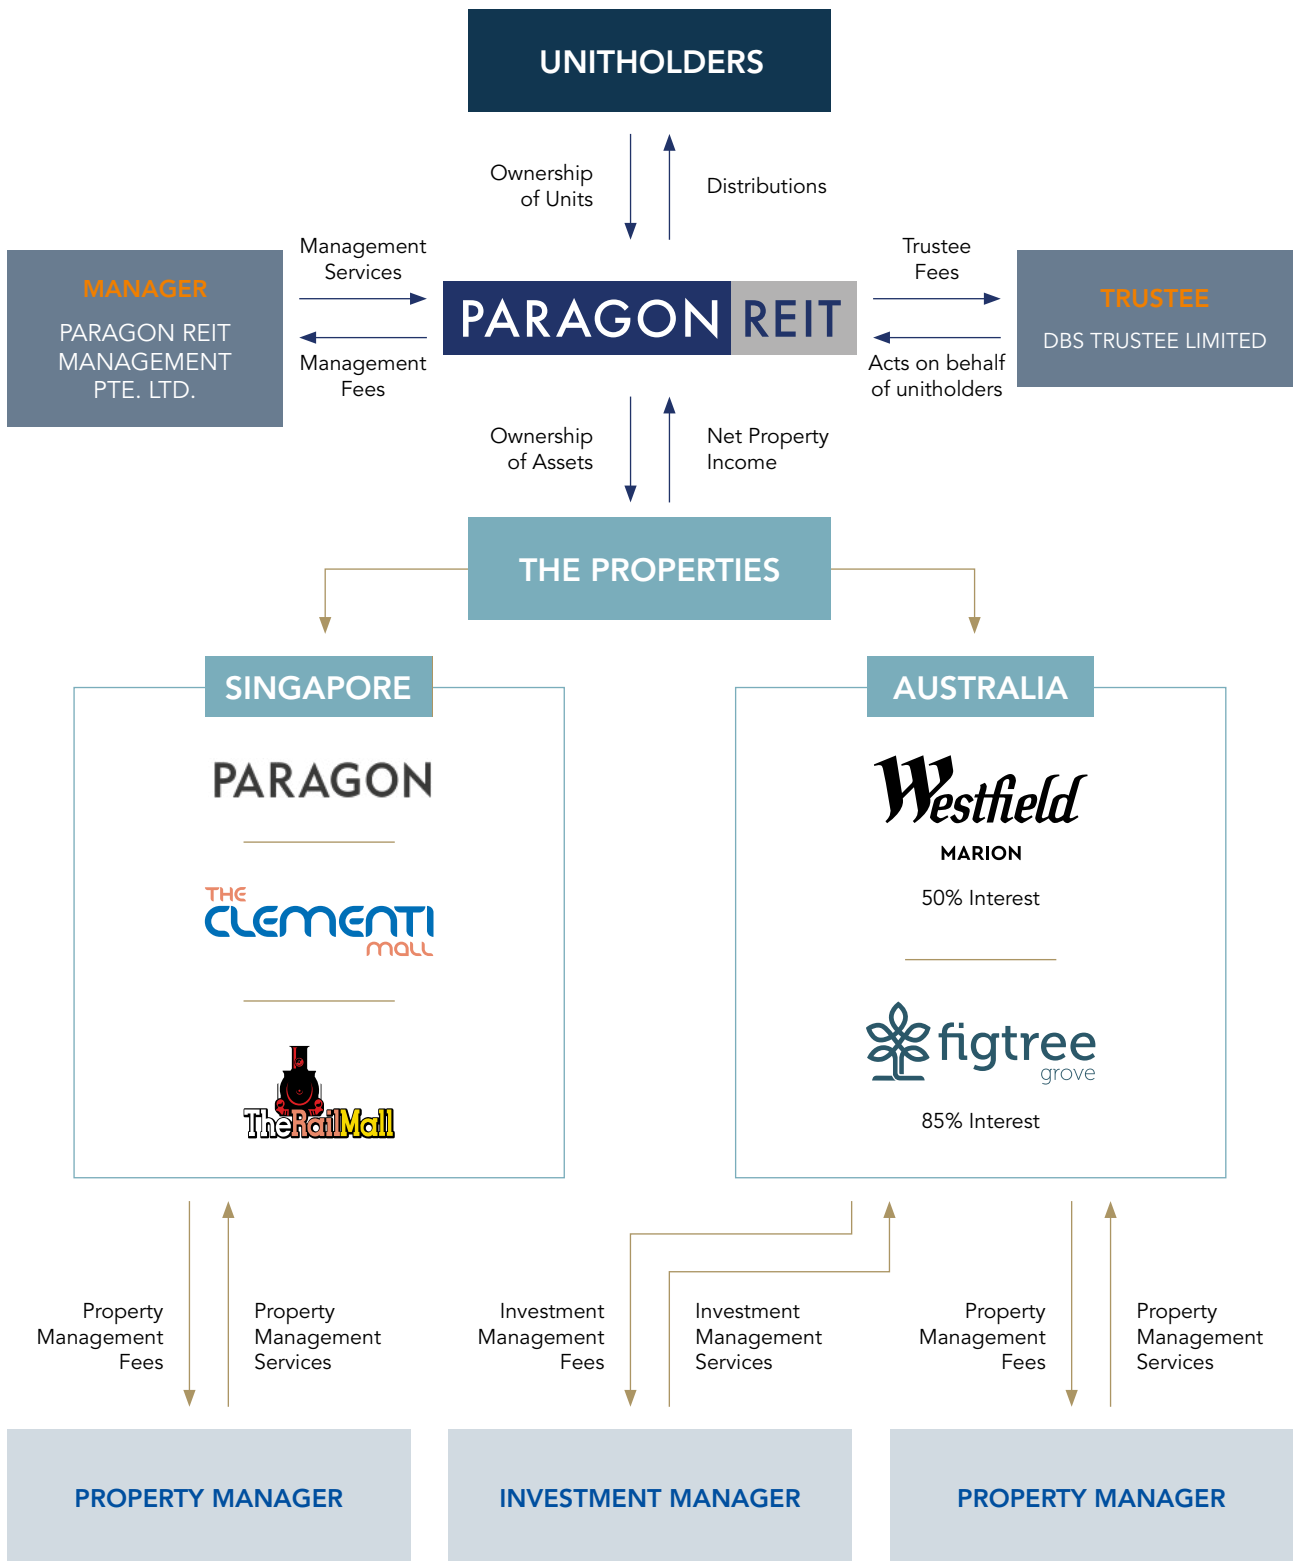 UNITHOLDERS
Ownership
of Units
Distributions
Management
Services
Trustee
Fees
MANAGER
PARAGON REIT
MANAGEMENT
PTE. LTD.
PARAGON REIT
TRUSTEE
DBS TRUSTEE LIMITED
Management
Fees
Acts on behalf
of unitholders
Ownership
of Assets
Net Property
Income
THE PROPERTIES
SINGAPORE
PARAGON
THE
CLEMENTI
mall
TheRailMall
AUSTRALIA
Westfield
MARION
50% Interest
figtree
grove
85% Interest
Property
Management
Fees
Property
Management
Services
Investment
Management
Fees
Investment
Management
Services
Property
Management
Fees
Property
Management
Services
PROPERTY MANAGER
INVESTMENT MANAGER
PROPERTY MANAGER